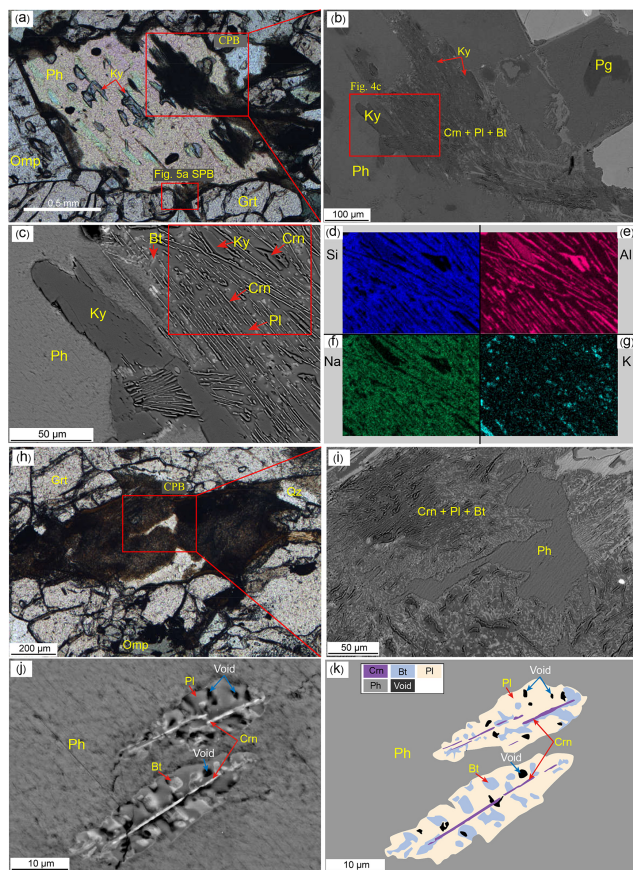 (a)
CPB
Ph
Ky
Omp
Fig. 5a SPB
0.5 mm
Grt
(b)
Ky
Pg
Fig. 4c
Ky
Crn + Pl + Bt
Ph
100 µm
(c)
Bt
Ky
Crn
Crn
Ky
Pl
Ph
50 µm
(d)
(e)
Si
Al
(f)
(g)
Na
K
(h)
CPB
Grt
Qz
Omp
200 µm
(i)
Crn + Pl + Bt
Ph
50 µm
(j)
Void
Pl
Ph
Void
Crn
Bt
10 µm
(k)
Crn
Bt
Pl
Ph
Void
Void
Pl
Ph
Void
Crn
Bt
10 µm